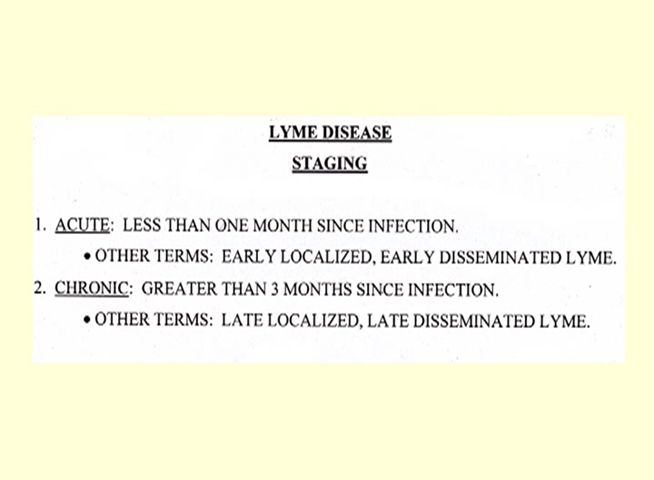 LYME DISEASE
STAGING
1. ACUTE: LESS THAN ONE MONTH SINCE INFECTION.
• OTHER TERMS: EARLY LOCALIZED, EARLY DISSEMINATED LYME.
2. CHRONIC: GREATER THAN 3 MONTHS SINCE INFECTION.
• OTHER TERMS: LATE LOCALIZED, LATE DISSEMINATED LYME.